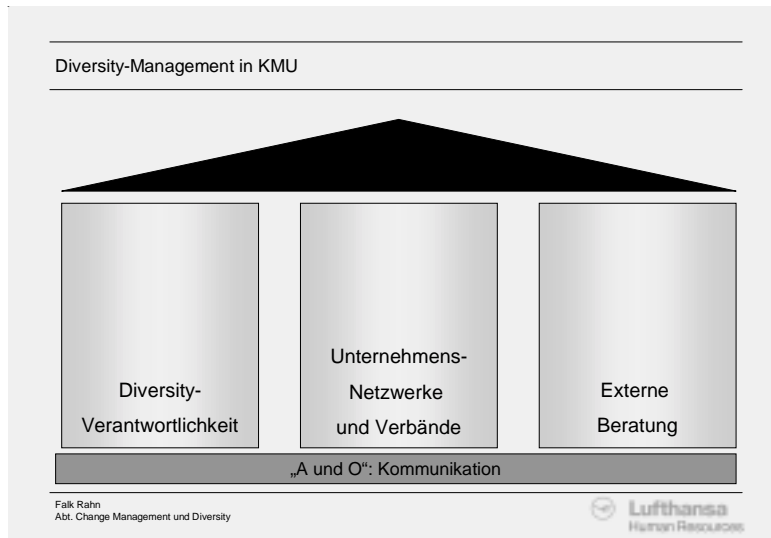 Diversity-Management in KMU
Diversity-
Verantwortlichkeit
Unternehmens-
Netzwerke
und Verbände
Externe
Beratung
„A und O“: Kommunikation
Falk Rahn
Abt. Change Management und Diversity
Lufthansa
Human Resources